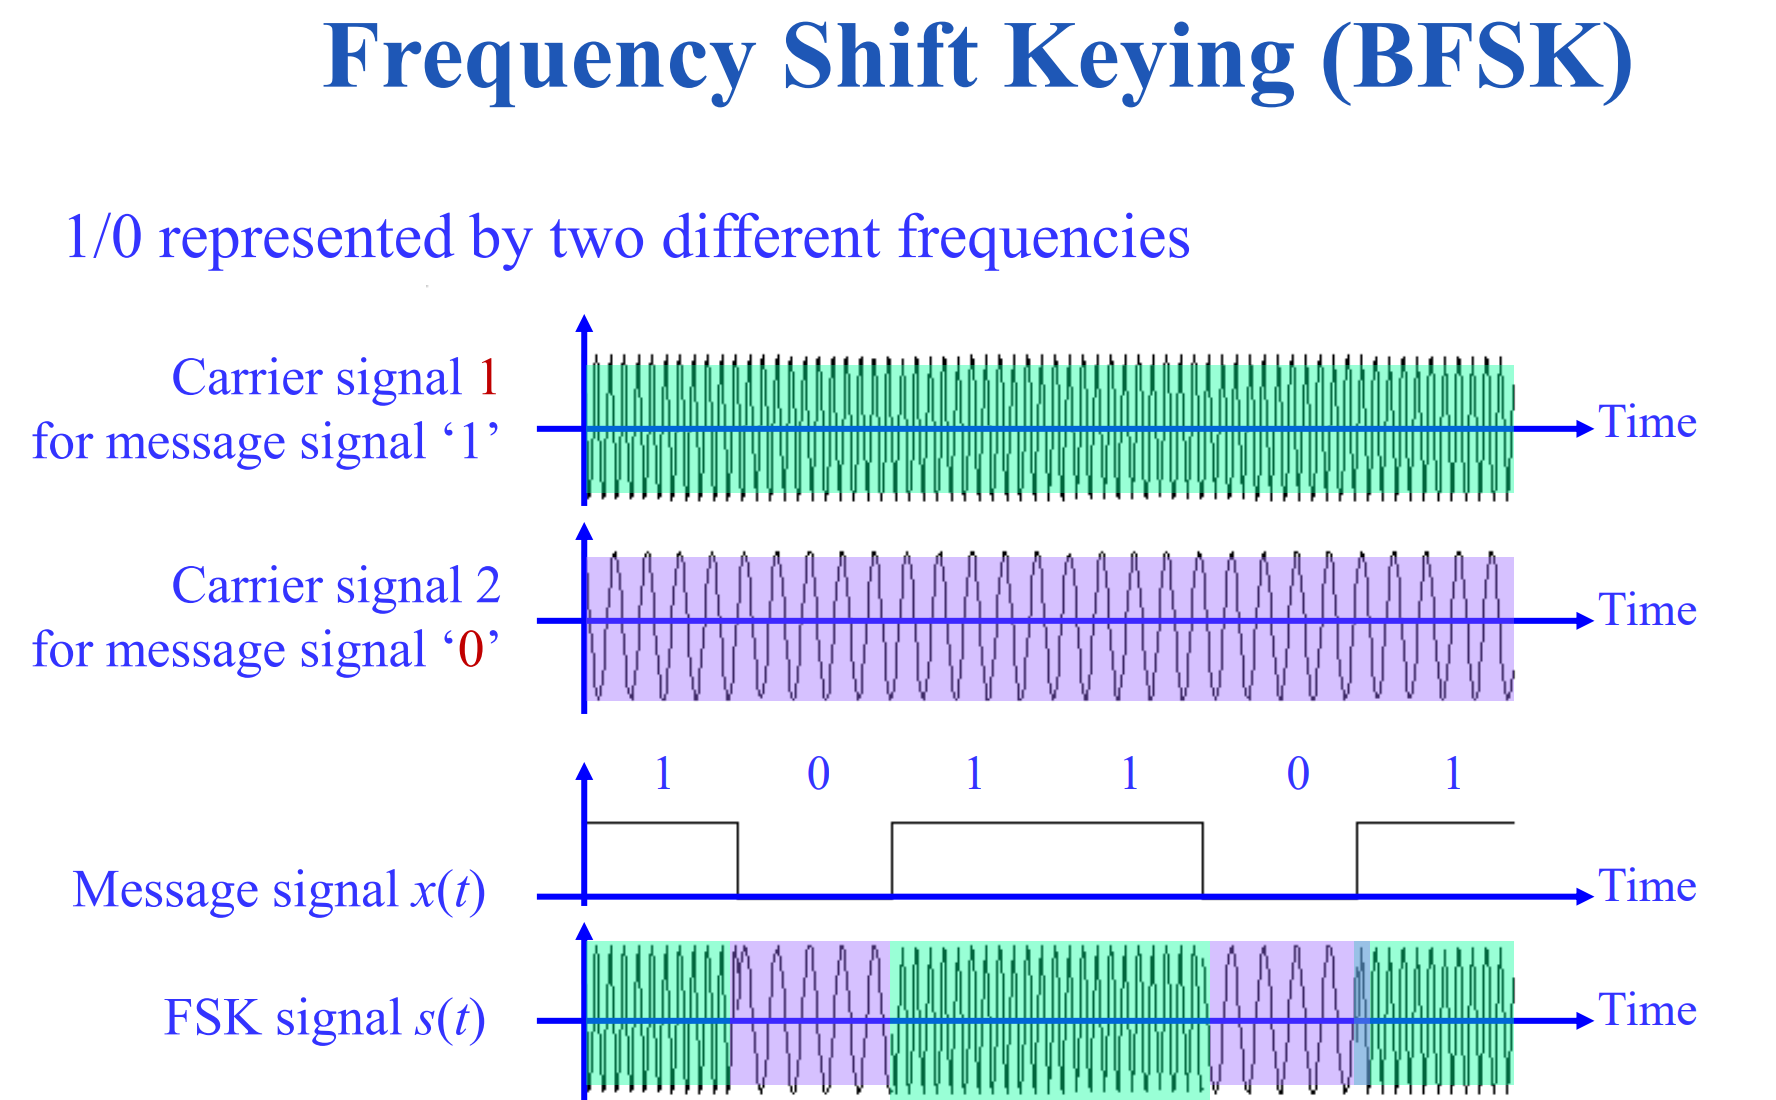 Frequency Shift Keying (BFSK)
1/0 represented by two different frequencies
Carrier signal 1
for message signal ‘1’
Time
Carrier signal 2
for message signal ‘0’
Time
1 0 1 1 0 1
Message signal x(t)
Time
FSK signal s(t)
Time